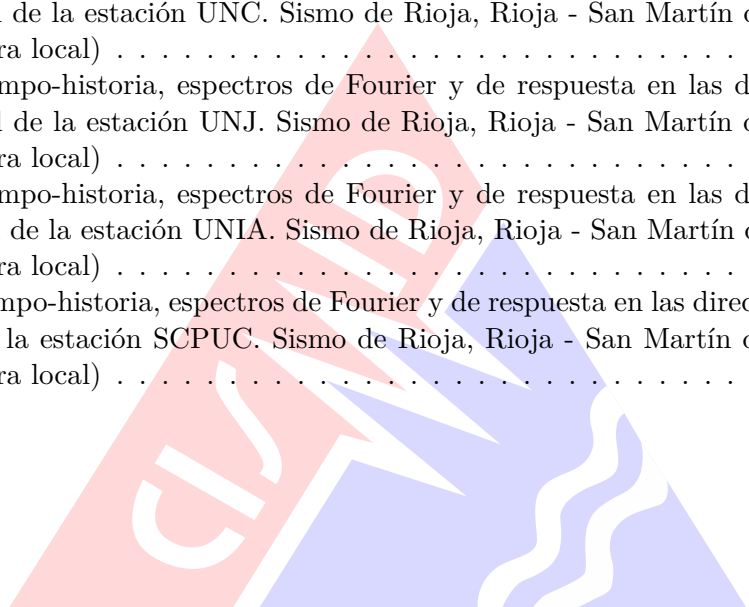 de la estación UNC. Sismo de Rioja, Rioja - San Martín
ra local) . . . . . . . . . . . . . . . . . . . . . . . . . . . .
mpo-historia, espectros de Fourier y de respuesta en las d
de la estación UNJ. Sismo de Rioja, Rioja - San Martín
ra local) . . . . . . . . . . . . . . . . . . . . . . . . . . . .
mpo-historia, espectros de Fourier y de respuesta en las d
de la estación UNIA. Sismo de Rioja, Rioja - San Martín
ra local) . . . . . . . . . . . . . . . . . . . . . . . . . . . .
mpo-historia, espectros de Fourier y de respuesta en las direc
la estación SCPUC. Sismo de Rioja, Rioja - San Martín
ra local) . . . . . . . . . . . . . . . . . . . . . . . . . . . .
CISMID